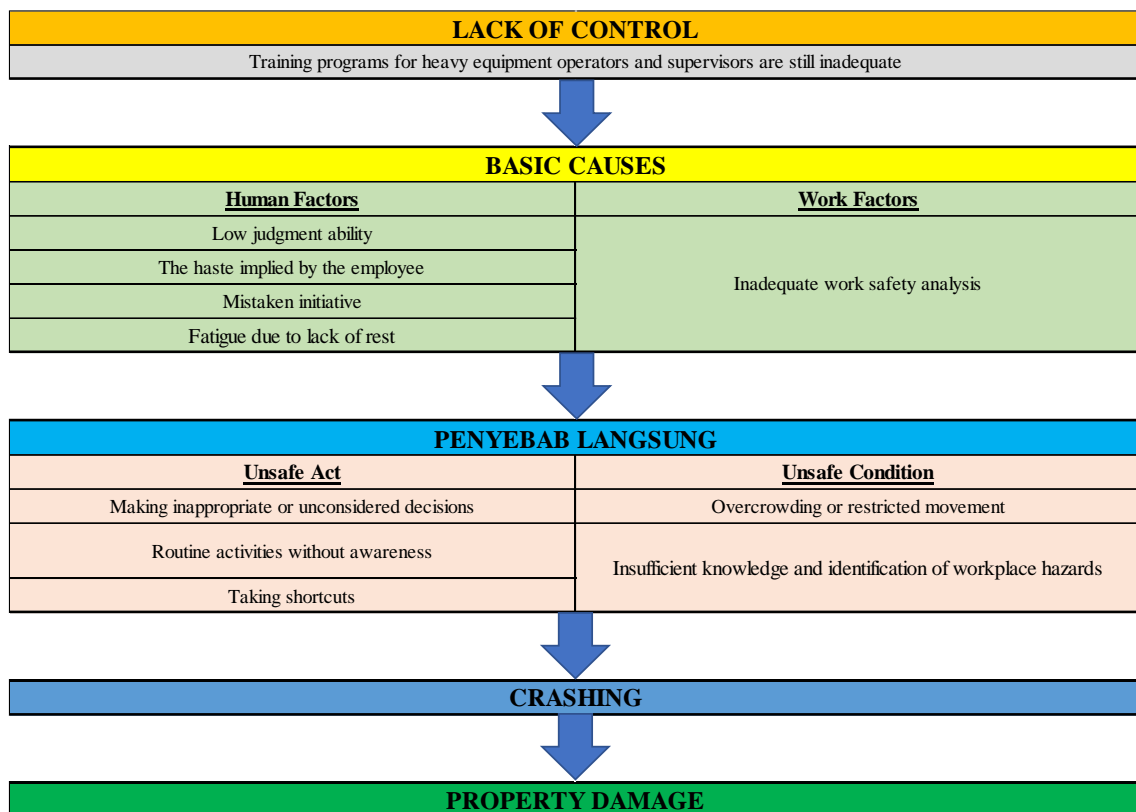 LACK OF CONTROL
Training programs for heavy equipment operators and supervisors are still inadequate
BASIC CAUSES
Human Factors
Work Factors
Low judgment ability
The haste implied by the employee
Mistaken initiative
Fatigue due to lack of rest
Inadequate work safety analysis
PENYEBAB LANGSUNG
Unsafe Act
Unsafe Condition
Making inappropriate or unconsidered decisions
Overcrowding or restricted movement
Routine activities without awareness
Taking shortcuts
Insufficient knowledge and identification of workplace hazards
CRASHING
PROPERTY DAMAGE